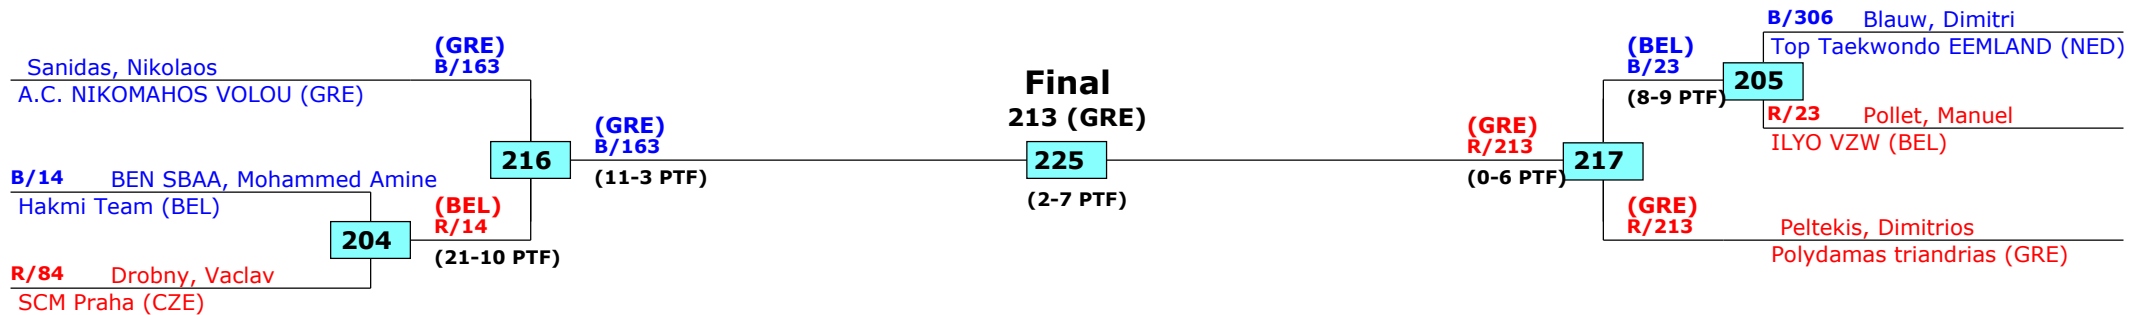 Sanidas, Nikolaos
A.C. NIKOMAHOS VOLOU (GRE)
(GRE)
B/163
B/14 BEN SBAA, Mohammed Amine
Hakmi Team (BEL)
204
R/84 Drobny, Vaclav
SCM Praha (CZE)
(BEL)
R/14
(21-10 PTF)
216
(GRE)
B/163
(11-3 PTF)
Final
213 (GRE)
225
(2-7 PTF)
(GRE)
R/213
(0-6 PTF)
217
(BEL)
B/23
(8-9 PTF)
B/306 Blauw, Dimitri
Top Taekwondo EEMLAND (NED)
205
R/23 Pollet, Manuel
ILYO VZW (BEL)
(GRE)
R/213
Peltekis, Dimitrios
Polydamas triandrias (GRE)